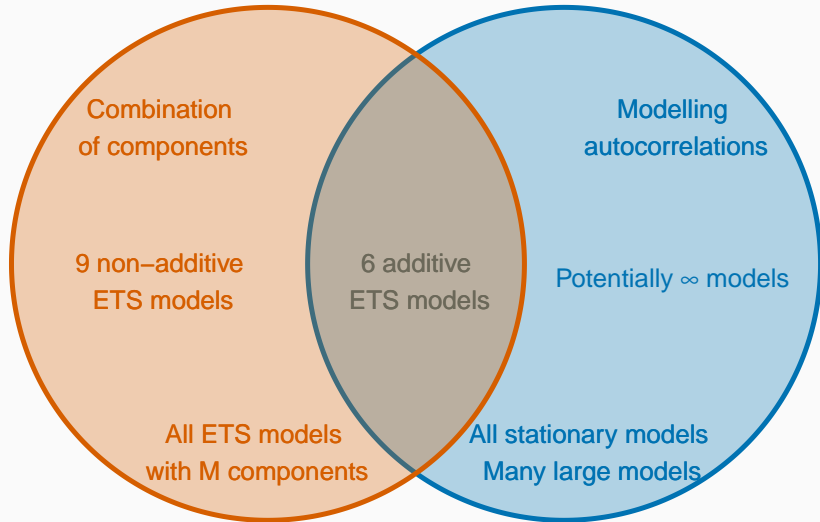 Combination
of components
Modelling
autocorrelations
9 non−additive
ETS models
6 additive
ETS models
Potentially ∞ models
All ETS models
with M components
All stationary models
Many large models